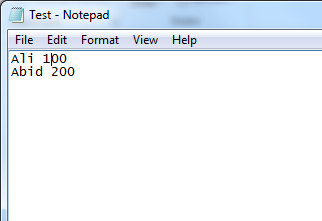 Test - Notepad
File Edit Format View Help
Ali 100
Abid 200